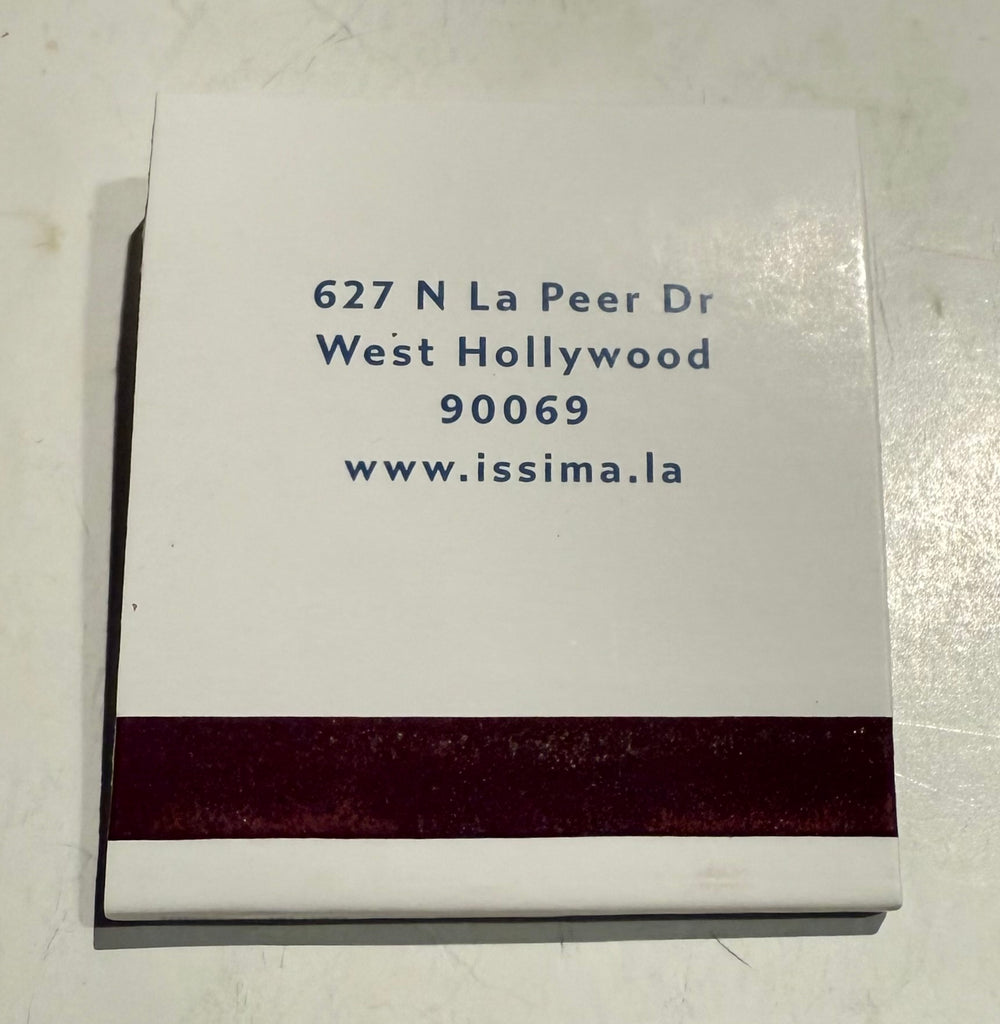 627 N La Peer Dr
West Hollywood
90069
www.issima.la